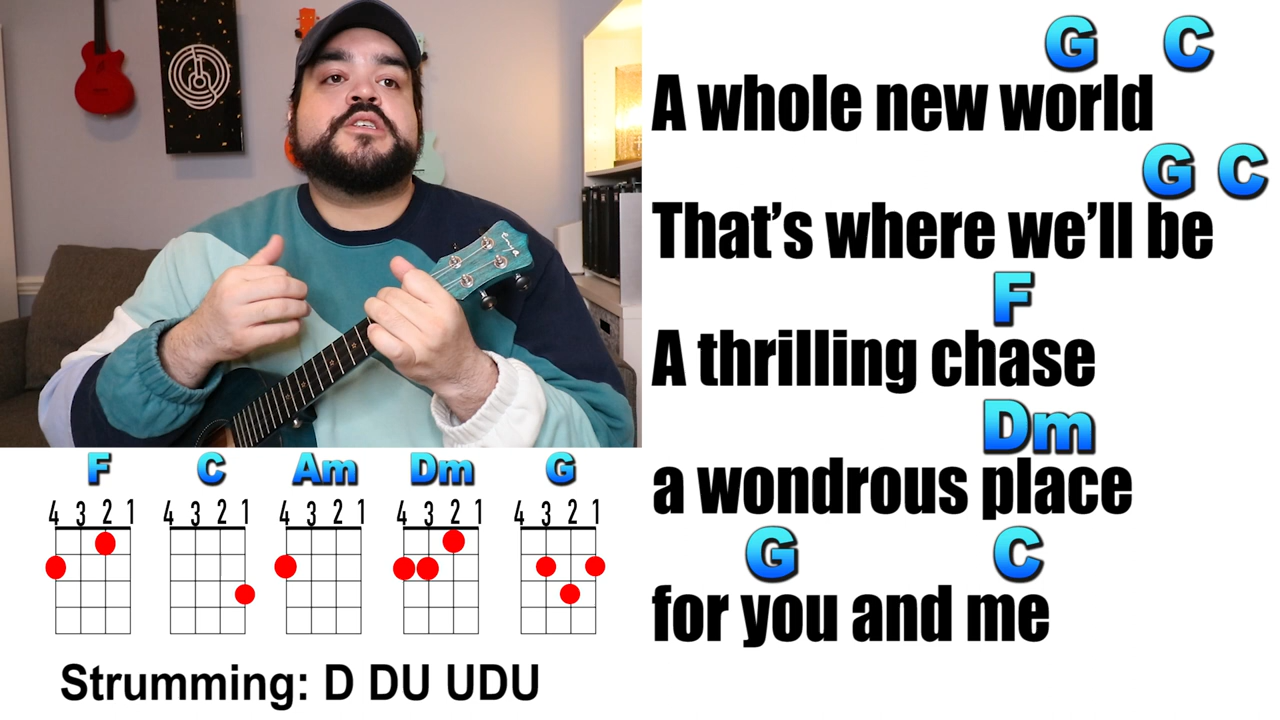 G C
A whole new world
G C
That's where we'll be
F
A thrilling chase
Dm
a wondrous place
G C
for you and me
F C Am Dm G
4 3 2 1 4 3 2 1 4 3 2 1 4 3 2 1 4 3 2 1
Strumming: D DU UDU